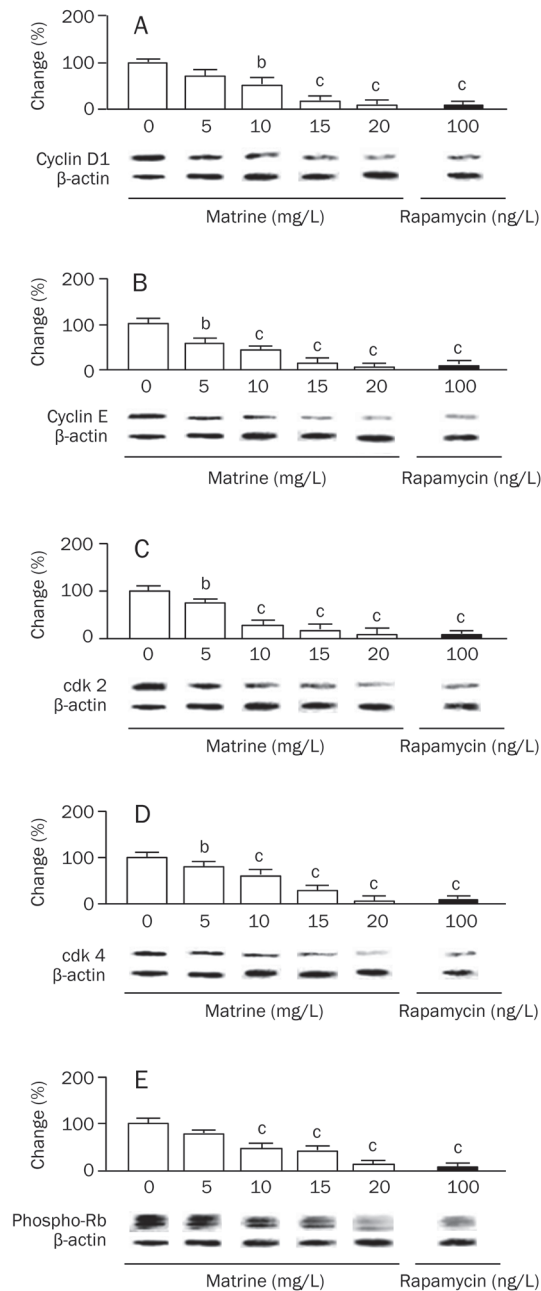 A
Change (%)
200
100
0
b
c
c
c
0 5 10 15 20 100
Cyclin D1
β-actin
Matrine (mg/L) Rapamycin (ng/L)
B
Change (%)
200
100
0
b
c
c
c
c
0 5 10 15 20 100
Cyclin E
β-actin
Matrine (mg/L) Rapamycin (ng/L)
C
Change (%)
200
100
0
b
c
c
c
c
0 5 10 15 20 100
cdk 2
β-actin
Matrine (mg/L) Rapamycin (ng/L)
D
Change (%)
200
100
0
b
c
c
c
c
0 5 10 15 20 100
cdk 4
β-actin
Matrine (mg/L) Rapamycin (ng/L)
E
Change (%)
200
100
0
c
c
c
c
0 5 10 15 20 100
Phospho-Rb
β-actin
Matrine (mg/L) Rapamycin (ng/L)